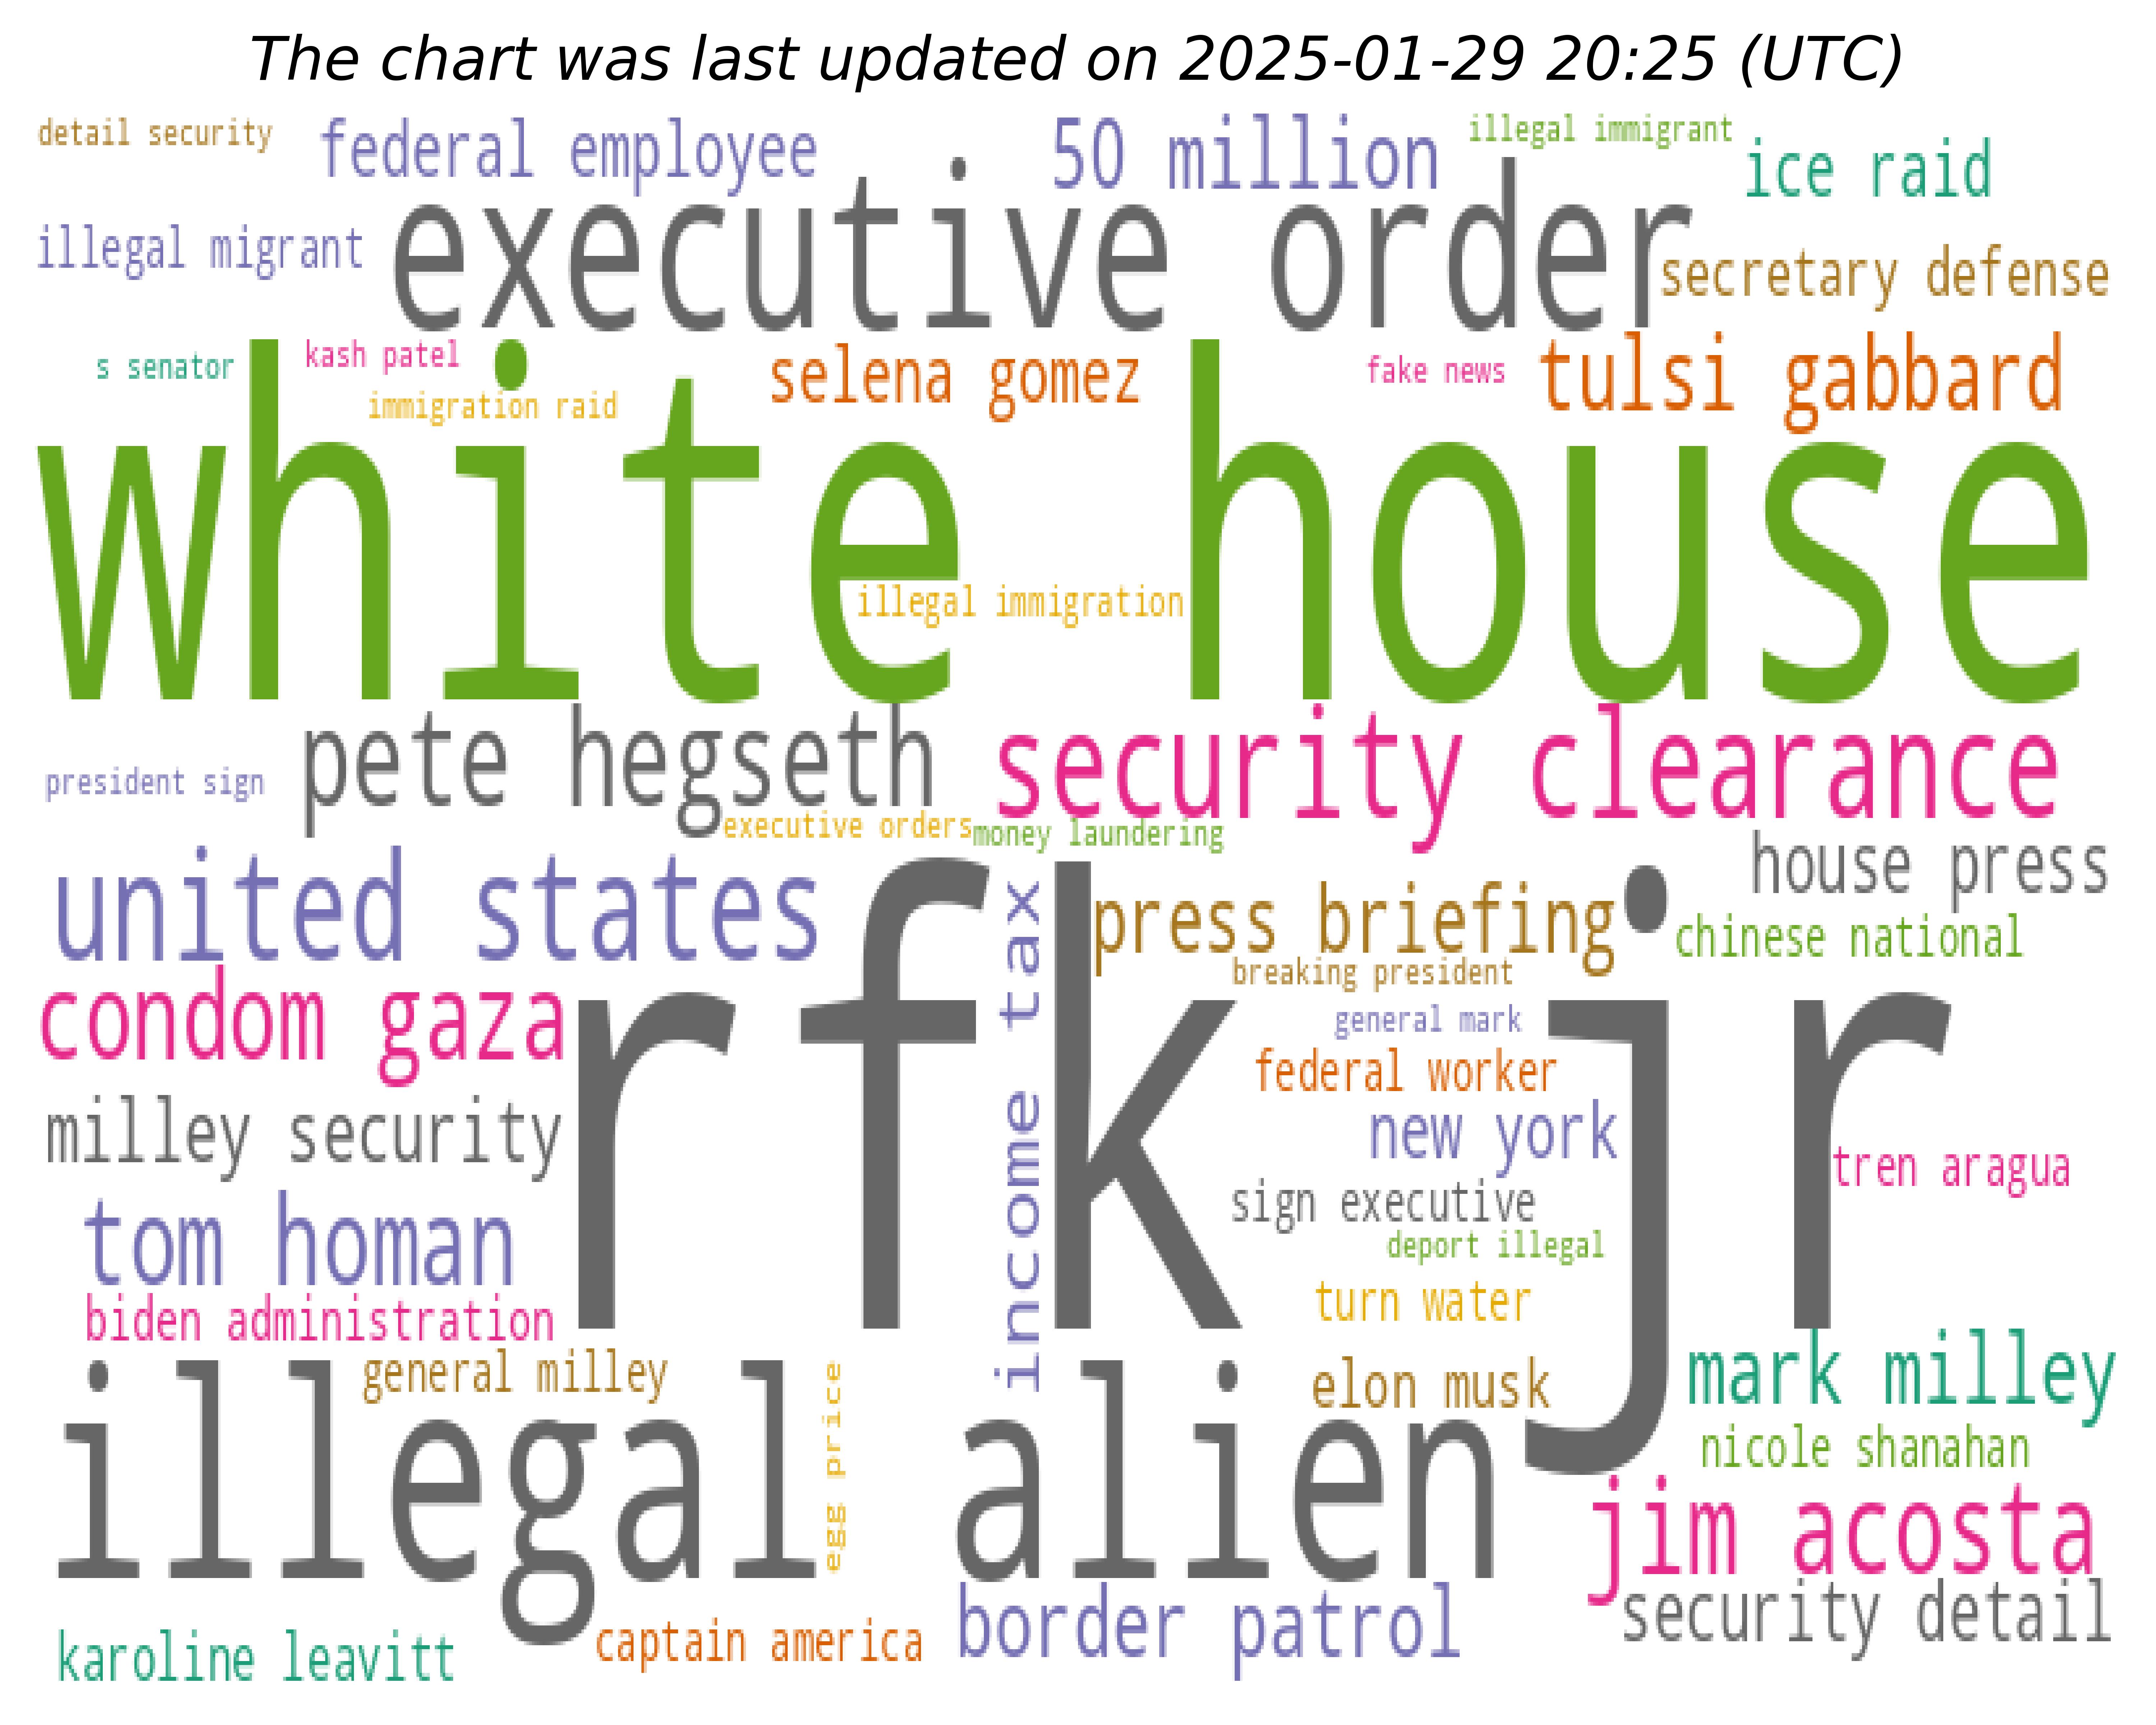 The chart was last updated on 2025-01-29 20:25 (UTC)
detail security
federal employee
50 million
illegal immigrant
ice raid
illegal migrant
executive order
secretary defense
s senator
kash patel
immigration raid
selena gomez
fake news
tulsi gabbard
white house
illegal immigration
president sign
pete hegseth
security clearance
executive orders
money laundering
united states
house press
press briefing
chinese national
income tax
breaking president
condom gaza
rfk jr
general mark
federal worker
milley security
new york
tren aragua
sign executive
tom homan
deport illegal
turn water
biden administration
general milley
elon musk
mark milley
egg price
illegal alien
nicole shanahan
jim acosta
security detail
karoline leavitt
captain america
border patrol